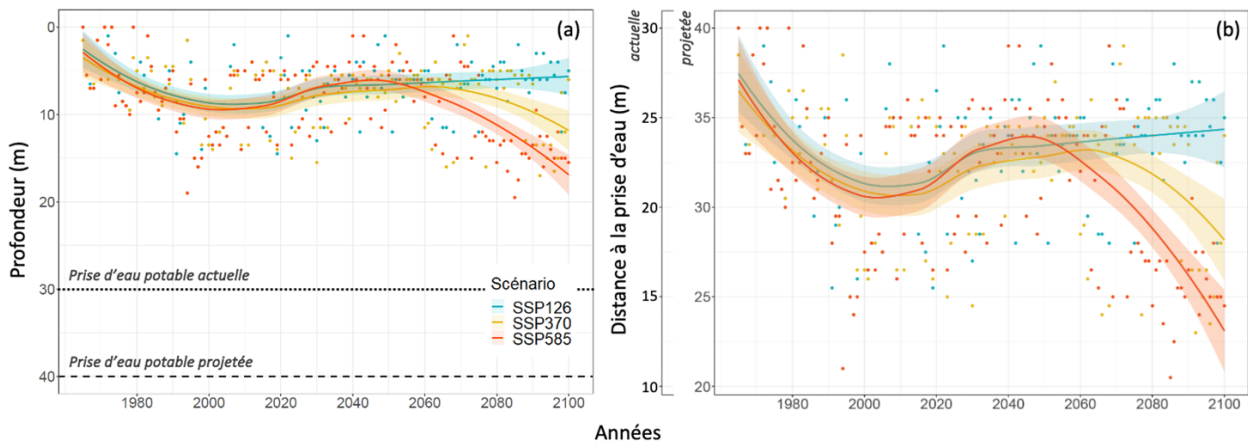 (a)
Profondeur (m)
0
10
20
30
40
Prise d’eau potable actuelle
Prise d’eau potable projetée
Scénario
SSP126
SSP370
SSP585
1980 2000 2020 2040 2060 2080 2100
(b)
Distance à la prise d’eau (m)
actuelle
30
25
20
15
10
projetée
40
35
30
25
20
1980 2000 2020 2040 2060 2080 2100
Années